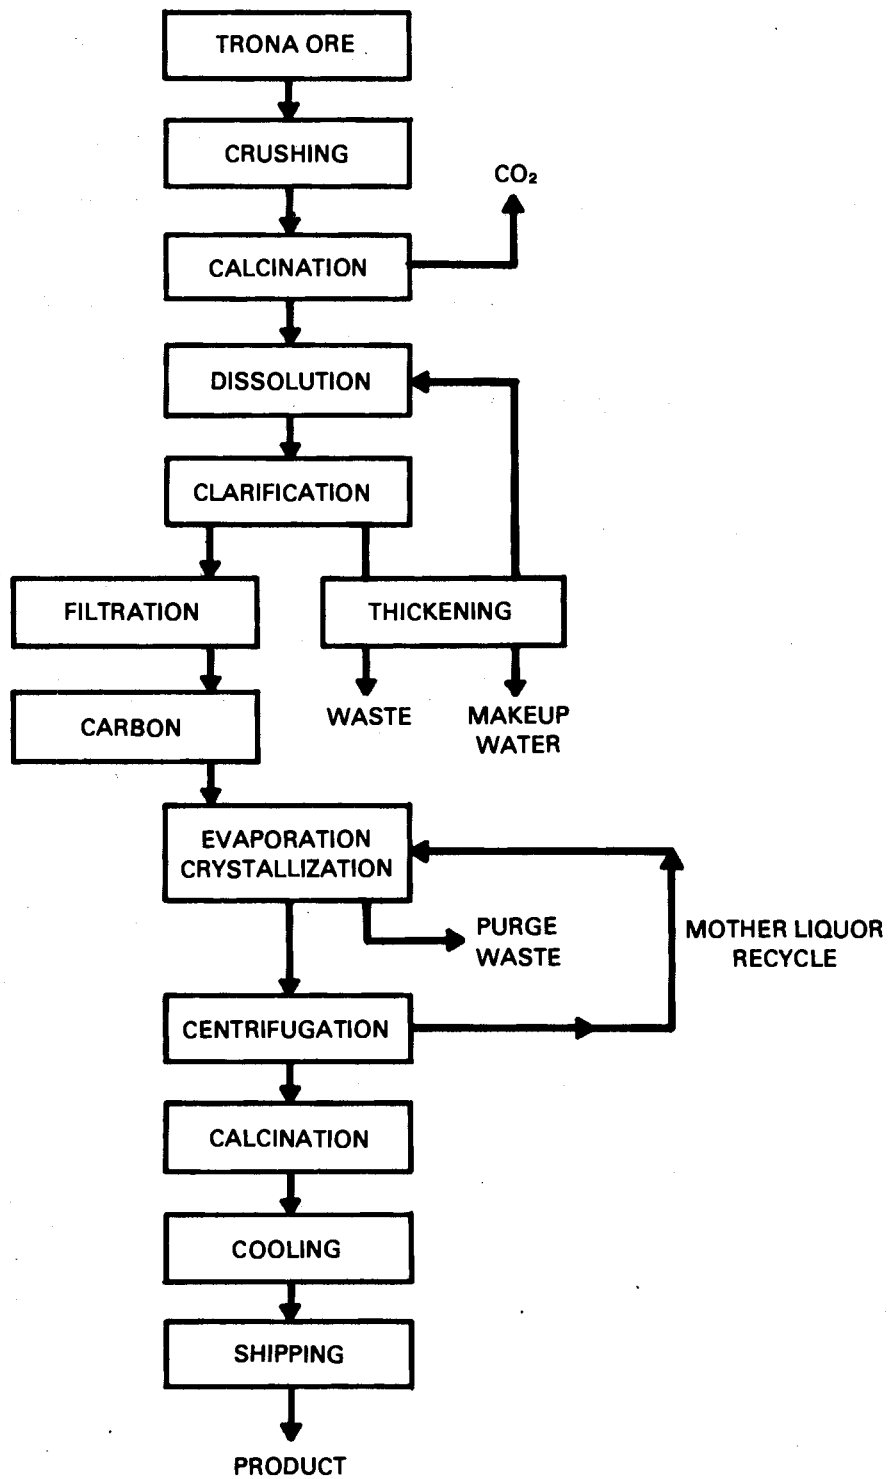 TRONA ORE
CRUSHING
CO₂
CALCINATION
DISSOLUTION
CLARIFICATION
FILTRATION
THICKENING
CARBON
WASTE
MAKEUP
WATER
EVAPORATION
CRYSTALLIZATION
PURGE
WASTE
MOTHER LIQUOR
RECYCLE
CENTRIFUGATION
CALCINATION
COOLING
SHIPPING
PRODUCT